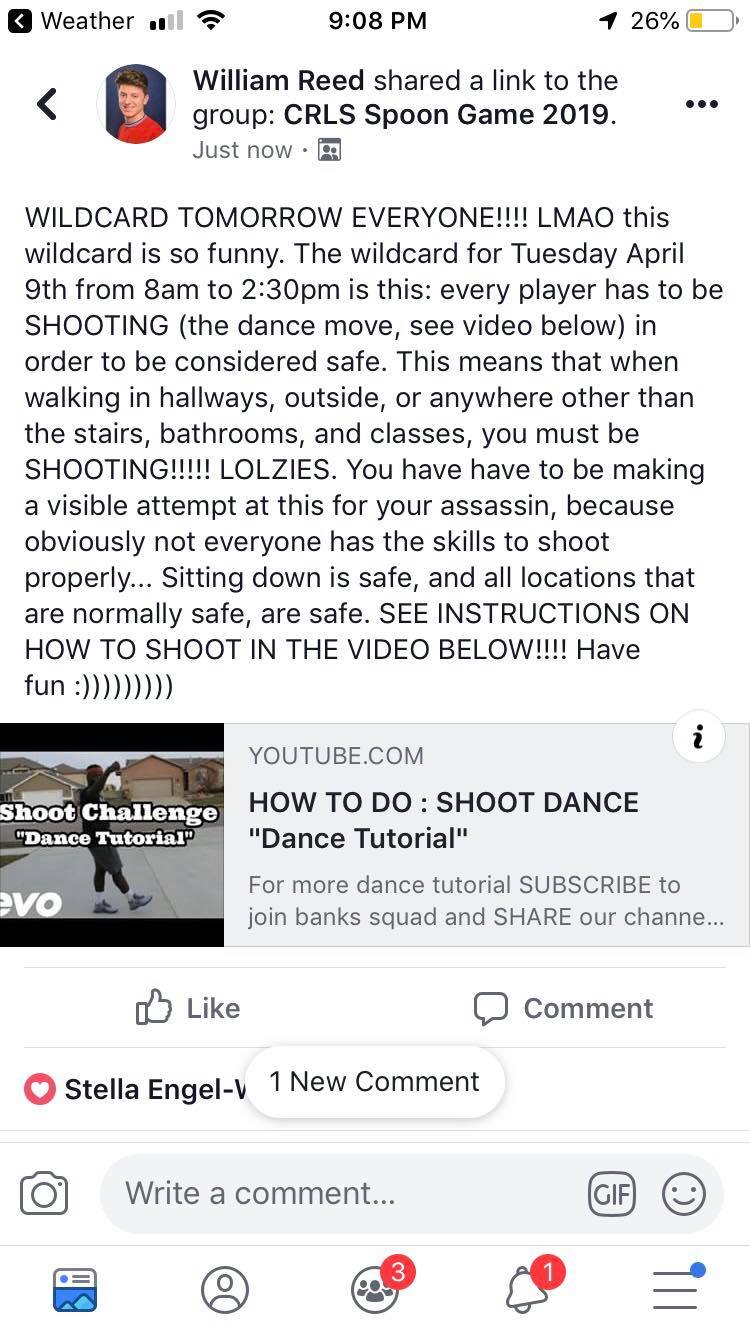 Weather 9:08 PM 26%
William Reed shared a link to the
group: CRLS Spoon Game 2019.
Just now ·
WILDCARD TOMORROW EVERYONE!!!! LMAO this
wildcard is so funny. The wildcard for Tuesday April
9th from 8am to 2:30pm is this: every player has to be
SHOOTING (the dance move, see video below) in
order to be considered safe. This means that when
walking in hallways, outside, or anywhere other than
the stairs, bathrooms, and classes, you must be
SHOOTING!!!!! LOLZIES. You have have to be making
a visible attempt at this for your assassin, because
obviously not everyone has the skills to shoot
properly... Sitting down is safe, and all locations that
are normally safe, are safe. SEE INSTRUCTIONS ON
HOW TO SHOOT IN THE VIDEO BELOW!!!! Have
fun :)))))))))
Shoot Challenge
"Dance Tutorial"
evo
YOUTUBE.COM
i
HOW TO DO : SHOOT DANCE
"Dance Tutorial"
For more dance tutorial SUBSCRIBE to
join banks squad and SHARE our channe...
Like Comment
Stella Engel-
1 New Comment
Write a comment...
GIF
3 1